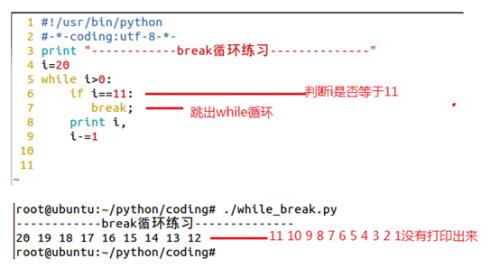 1 #!/usr/bin/python
2 #-*-coding:utf-8-*-
3 print "------------break循环练习--------------"
4 i=20
5 while i>0:
6 if i==11: 判断i是否等于11
7 break; 跳出while循环
8 print i,
9 i-=1
10
11
~
root@ubuntu:~/python/coding# ./while_break.py
------------break循环练习--------------
20 19 18 17 16 15 14 13 12 11 10 9 8 7 6 5 4 3 2 1没有打印出来
root@ubuntu:~/python/coding#